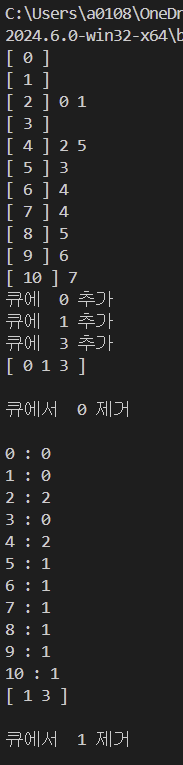 C:\Users\a0108\OneDr
2024.6.0-win32-x64\b
[ 0 ]
[ 1 ]
[ 2 ] 0 1
[ 3 ]
[ 4 ] 2 5
[ 5 ] 3
[ 6 ] 4
[ 7 ] 4
[ 8 ] 5
[ 9 ] 6
[ 10 ] 7
큐에  0 추가
큐에  1 추가
큐에  3 추가
[ 0 1 3 ]
큐에서  0 제거
0 : 0
1 : 0
2 : 2
3 : 0
4 : 2
5 : 1
6 : 1
7 : 1
8 : 1
9 : 1
10 : 1
[ 1 3 ]
큐에서  1 제거